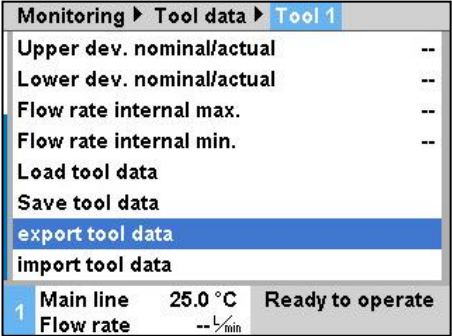 Monitoring ▶ Tool data ▶ Tool 1
Upper dev. nominal/actual --
Lower dev. nominal/actual --
Flow rate internal max. --
Flow rate internal min. --
Load tool data
Save tool data
export tool data
import tool data
1 Main line 25.0 °C Ready to operate
Flow rate -- L/min